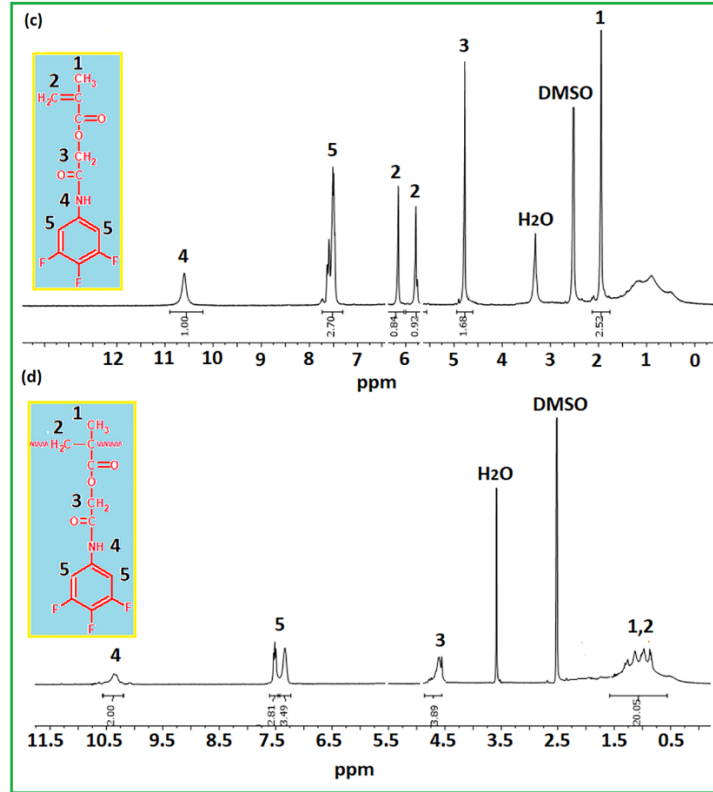 (c)
1
CH₃
2
H₂C=C
C=O
O
3
CH₂
O=C
NH
4
5
5
F
F
F
4
5
2
2
3
H2O
DMSO
1
1.00
2.70
0.84
0.92
1.68
2.52
12 11 10 9 8 7 6 5 4 3 2 1 0
ppm
(d)
1
CH₃
2
H₂C—C
C=O
O
3
CH₂
O=C
NH
4
5
5
F
F
F
4
5
3
H2O
DMSO
1,2
2.00
2.81
3.49
3.89
20.05
11.5 10.5 9.5 8.5 7.5 6.5 5.5 4.5 3.5 2.5 1.5 0.5
ppm